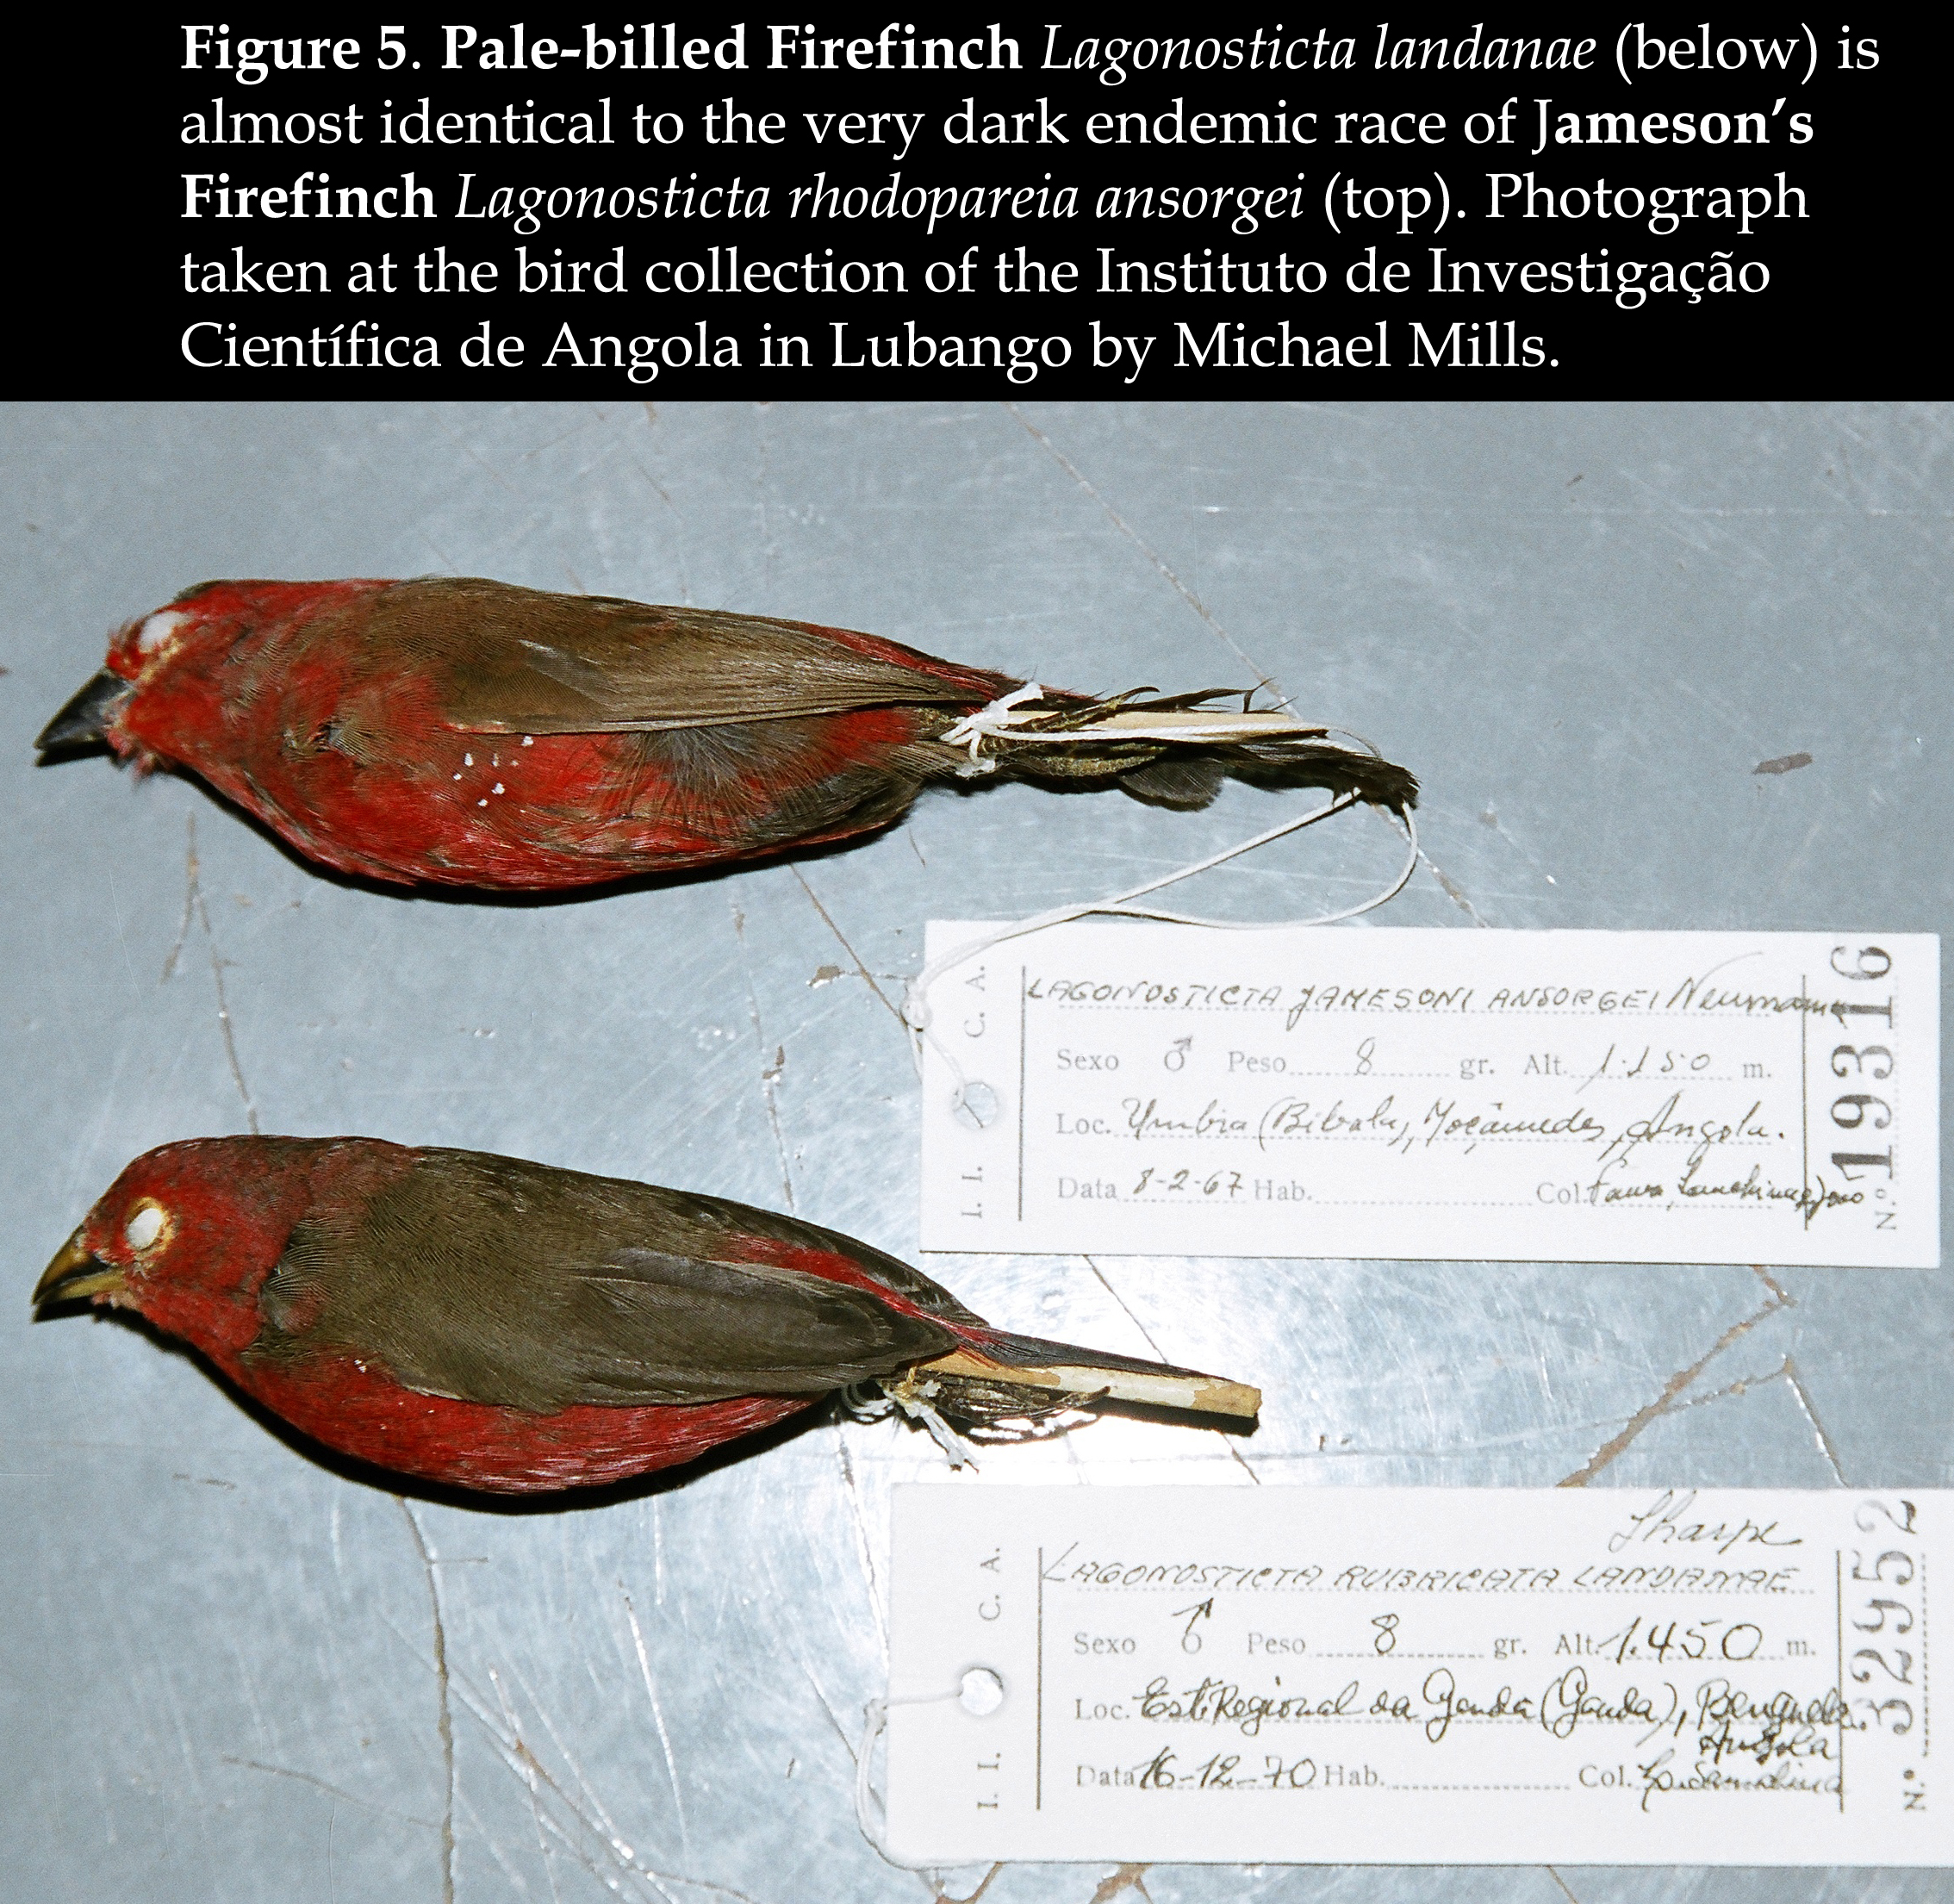 Figure 5. Pale-billed Firefinch Lagonosticta landanae (below) is
almost identical to the very dark endemic race of Jameson’s
Firefinch Lagonosticta rhodopareia ansorgei (top). Photograph
taken at the bird collection of the Instituto de Investigação
Científica de Angola in Lubango by Michael Mills.
I. I. C. A.
LAGONOSTICTA JAMESONI ANSORGEI Neumann
Sexo ♂ Peso 8 gr. Alt. 1.150 m.
Loc. Umbia (Bibala), Moçâmedes, Angola.
Data 8-2-67 Hab. Col.
N.º 19316
I. I. C. A.
Sharpe
LAGONOSTICTA RUBRICATA LANDANAE
Sexo ♂ Peso 8 gr. Alt. 1.450 m.
Loc. Est. Regional da Ganda (Ganda), Benguela
Angola
Data 16-12-70 Hab. Col.
N.º 32952